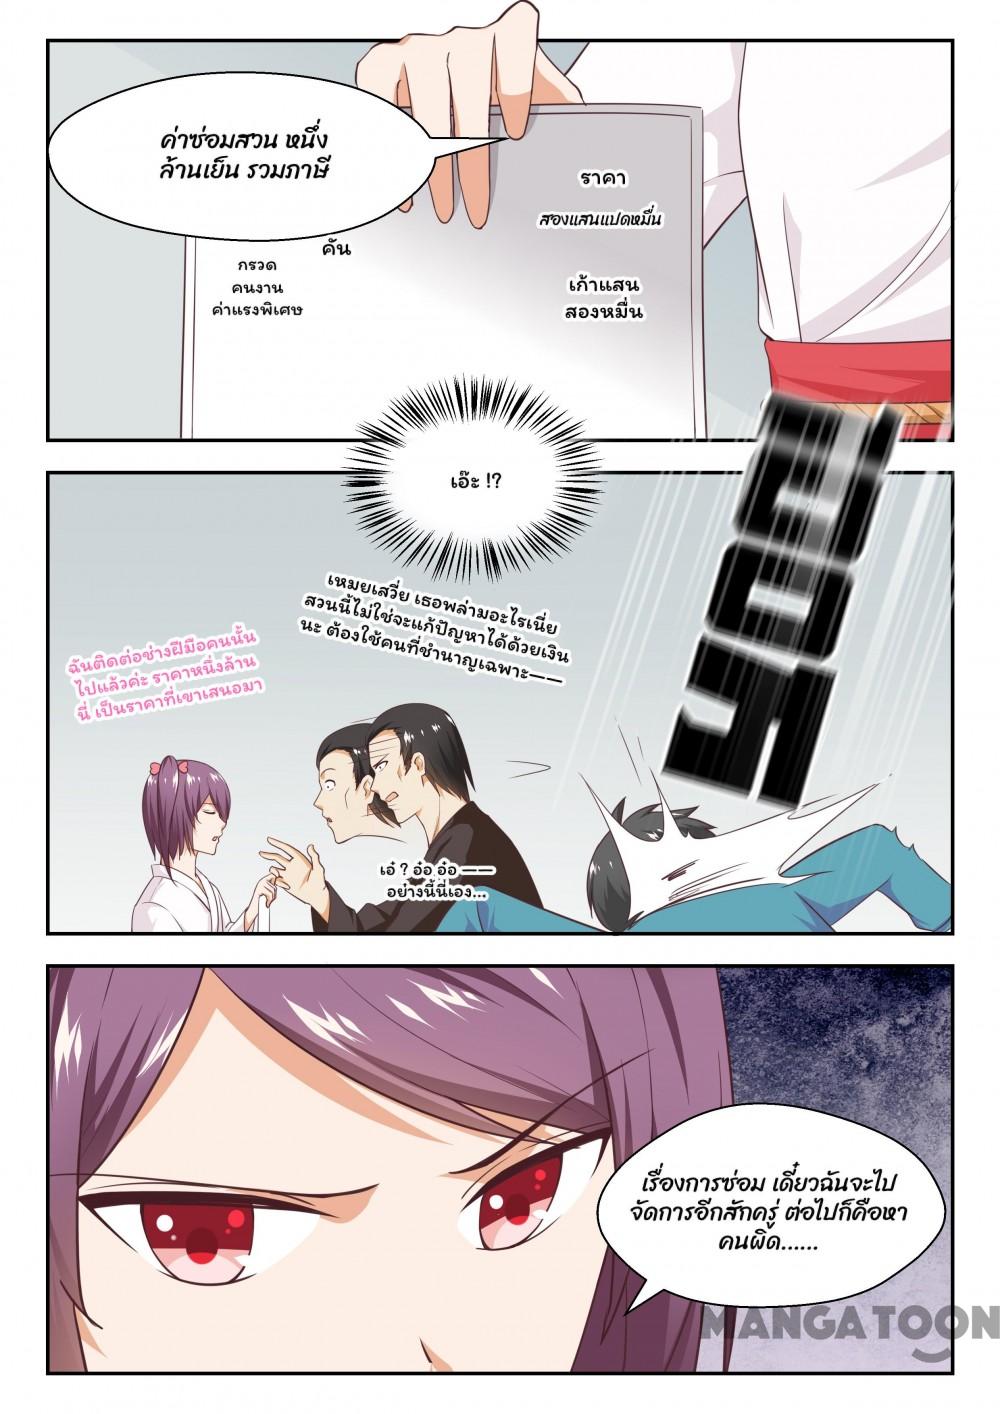 ค่าซ่อมสวน หนึ่ง
ล้านเย็น รวมภาษี
ราคา
สองแสนแปดหมื่น
คัน
กรวด
คนงาน
ค่าแรงพิเศษ
เก้าแสน
สองหมื่น
เอ๊ะ !?
เหมยเสวี่ย เธอพล่ามอะไรเนี่ย
สวนนี้ไม่ใช่จะแก้ปัญหาได้ด้วยเงิน
นะ ต้องใช้คนที่ชำนาญเฉพาะ——
ฉันติดต่อช่างฝีมือคนนั้น
ไปแล้วค่ะ ราคาหนึ่งล้าน
นี่ เป็นราคาที่เขาเสนอมา
เอ๋ ? อ๋อ อ๋อ ——
อย่างนี้นี่เอง...
เรื่องการซ่อม เดี๋ยวฉันจะไป
จัดการอีกสักครู่ ต่อไปก็คือหา
คนผิด......
MANGATOON